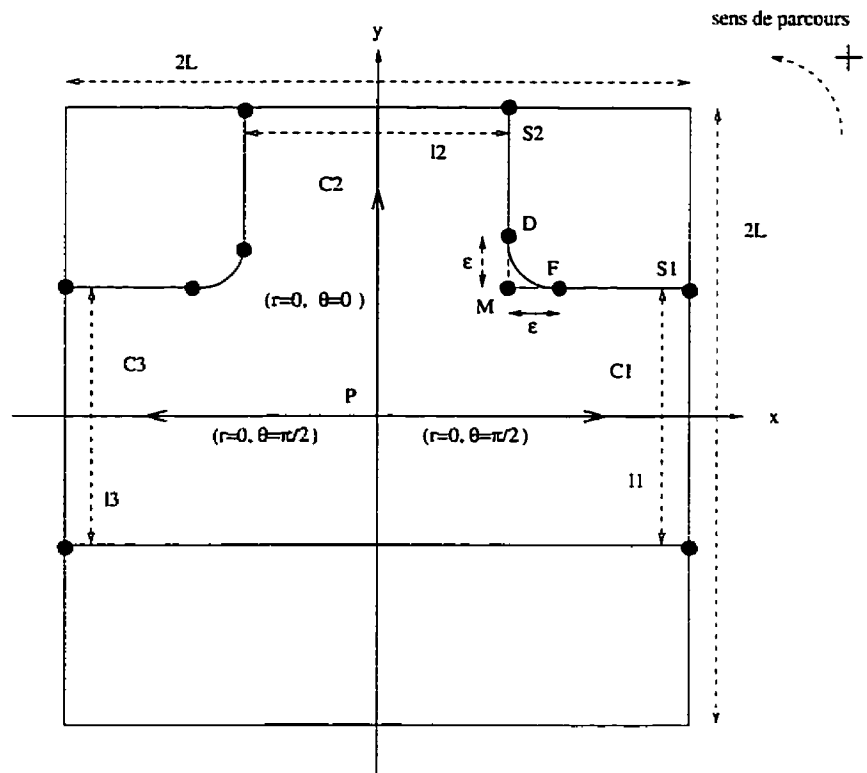 sens de parcours
+
y
2L
S2
l2
C2
D
2L
ε
F
S1
(r=0, θ=0 )
M
ε
C3
C1
P
x
(r=0, θ=π/2)
(r=0, θ=π/2)
l3
l1